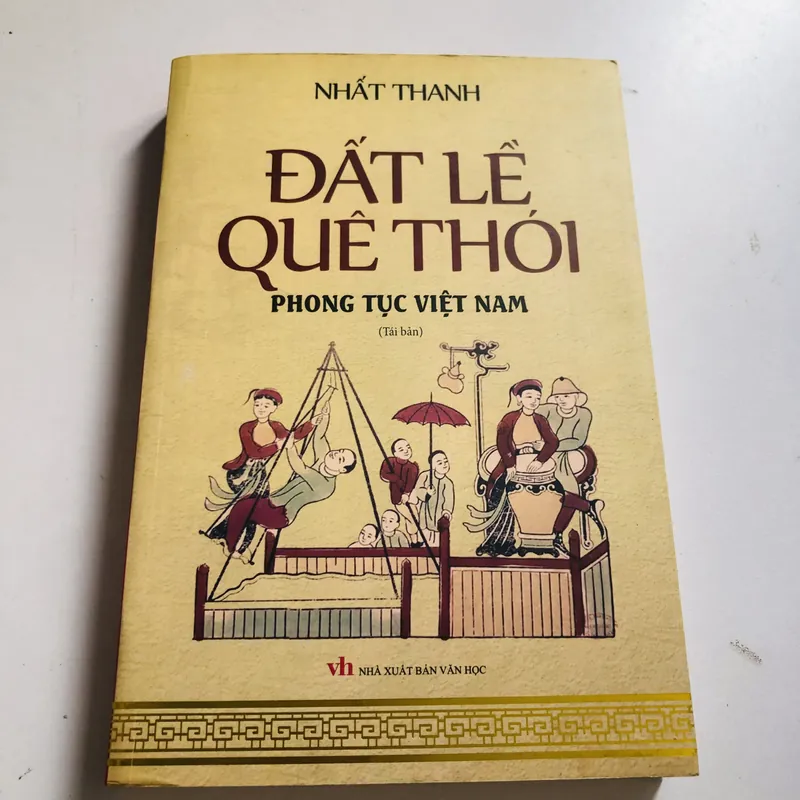 NHẤT THANH
ĐẤT LỀ
QUÊ THÓI
PHONG TỤC VIỆT NAM
(Tái bản)
vh NHÀ XUẤT BẢN VĂN HỌC